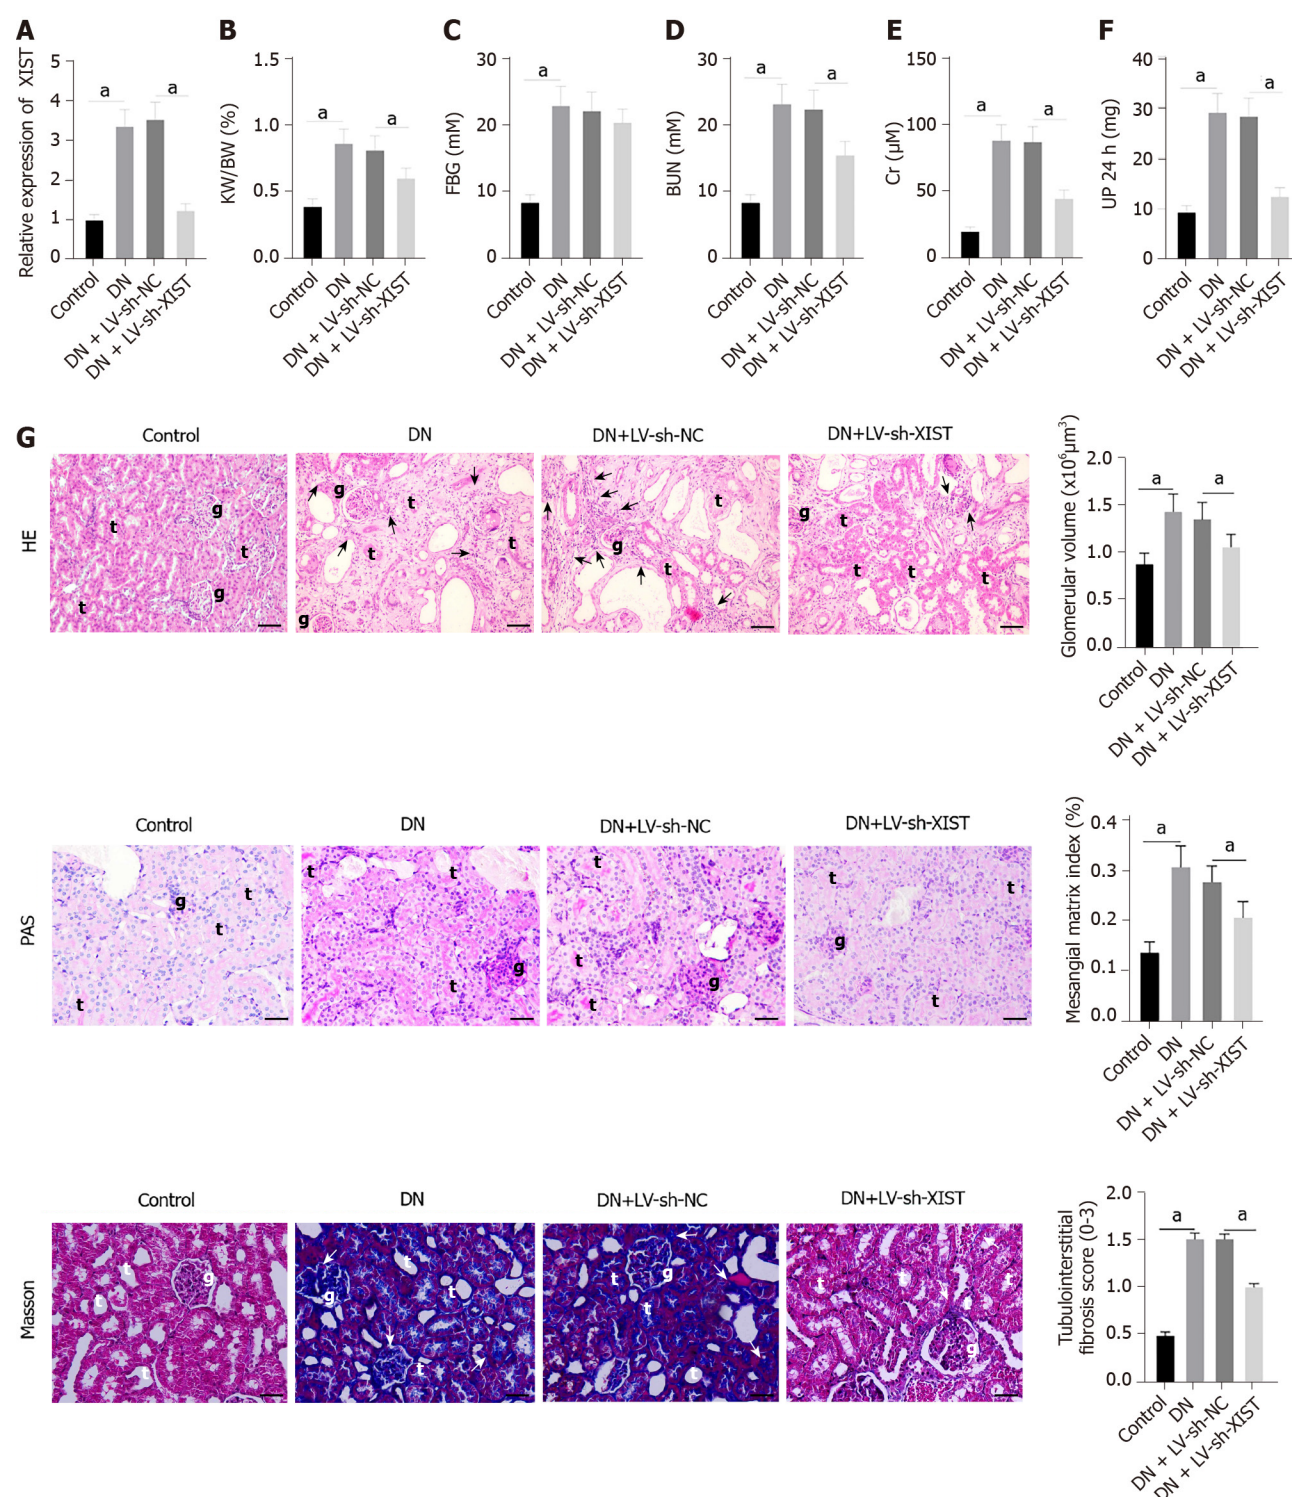 A
B
C
D
E
F
Relative expression of XIST
5
4
3
2
1
0
a
a
Control
DN
DN + LV-sh-NC
DN + LV-sh-XIST
KW/BW (%)
1.5
1.0
0.5
0.0
a
a
Control
DN
DN + LV-sh-NC
DN + LV-sh-XIST
FBG (mM)
30
20
10
0
a
Control
DN
DN + LV-sh-NC
DN + LV-sh-XIST
BUN (mM)
30
20
10
0
a
a
Control
DN
DN + LV-sh-NC
DN + LV-sh-XIST
Cr (μM)
150
100
50
0
a
a
Control
DN
DN + LV-sh-NC
DN + LV-sh-XIST
UP 24 h (mg)
40
30
20
10
0
a
a
Control
DN
DN + LV-sh-NC
DN + LV-sh-XIST
G
Control
DN
DN+LV-sh-NC
DN+LV-sh-XIST
HE
t
g
t
g
t
g
t
t
t
g
t
g
t
g
t
t
t
t
Glomerular volume (x10⁶μm³)
2.0
1.5
1.0
0.5
0.0
a
a
Control
DN
DN + LV-sh-NC
DN + LV-sh-XIST
Control
DN
DN+LV-sh-NC
DN+LV-sh-XIST
PAS
g
t
t
t
t
t
g
t
t
t
g
t
t
t
g
t
Mesangial matrix index (%)
0.4
0.3
0.2
0.1
0.0
a
a
Control
DN
DN + LV-sh-NC
DN + LV-sh-XIST
Control
DN
DN+LV-sh-NC
DN+LV-sh-XIST
Masson
t
g
t
t
t
g
t
t
t
g
t
t
t
t
t
g
Tubulointerstitial
fibrosis score (0-3)
2.0
1.5
1.0
0.5
0.0
a
a
Control
DN
DN + LV-sh-NC
DN + LV-sh-XIST